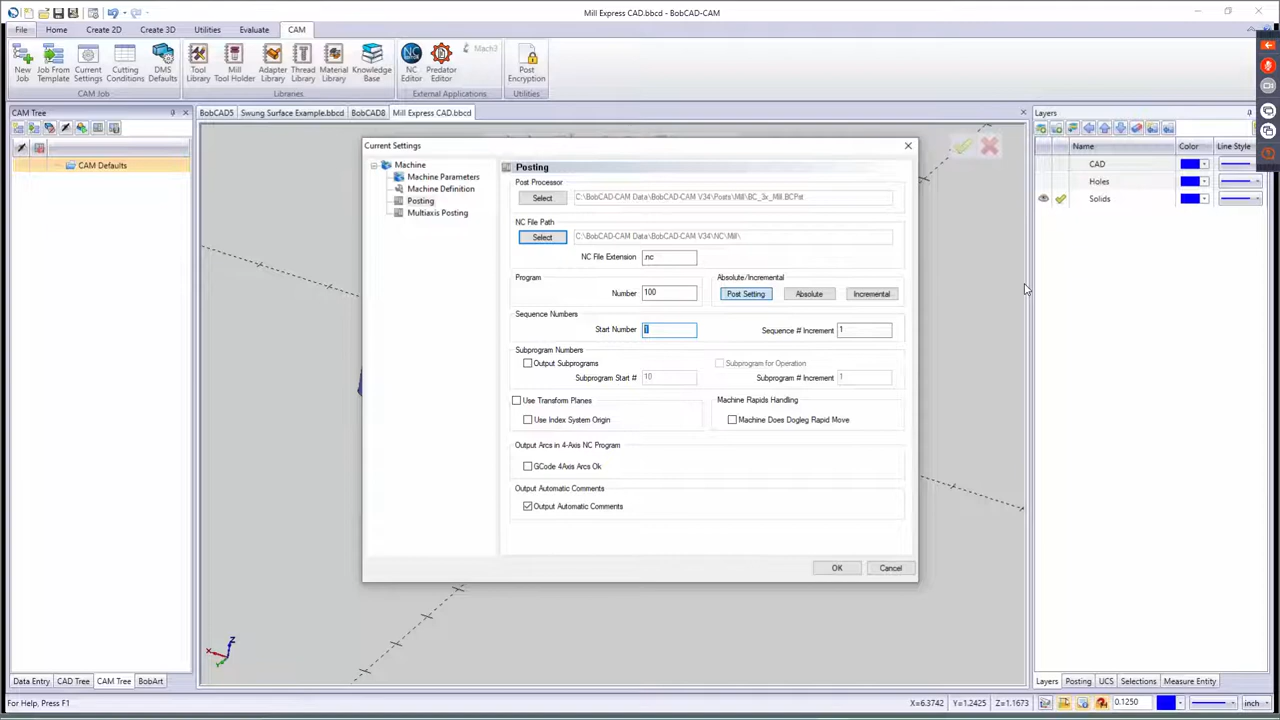 Mill Express CAD.bbcd - BobCAD-CAM
File Home Create 2D Create 3D Utilities Evaluate CAM
New Job Job From Template Current Settings Cutting Conditions DMS Defaults Tool Library Mill Tool Holder Adapter Library Thread Library Material Library Knowledge Base NC Editor Predator Editor Mach3 Post Encryption
CAM Job Libraries External Applications Utilities
CAM Tree BobCAD5 Swung Surface Example.bbcd BobCAD8 Mill Express CAD.bbcd Layers
Name Color Line Style
CAM Defaults
CAD
Holes
Solids
Current Settings
Machine
Machine Parameters
Machine Definition
Posting
Multiaxis Posting
Posting
Post Processor
Select C:\BobCAD-CAM Data\BobCAD-CAM V34\Posts\Mill\BC_3x_Mill.BCPst
NC File Path
Select C:\BobCAD-CAM Data\BobCAD-CAM V34\NC\Mill\
NC File Extension .nc
Program Absolute/Incremental
Number 100 Post Setting Absolute Incremental
Sequence Numbers
Start Number 1 Sequence # Increment 1
Subprogram Numbers
Output Subprograms Subprogram for Operation
Subprogram Start # 10 Subprogram # Increment 1
Use Transform Planes Machine Rapids Handling
Use Index System Origin Machine Does Dogleg Rapid Move
Output Arcs in 4-Axis NC Program
GCode 4Axis Arcs Ok
Output Automatic Comments
Output Automatic Comments
OK Cancel
Z
X
Y
Data Entry CAD Tree CAM Tree BobArt Layers Posting UCS Selections Measure Entity
For Help, Press F1 X=6.3742 Y=1.2425 Z=1.1673 0.1250 inch